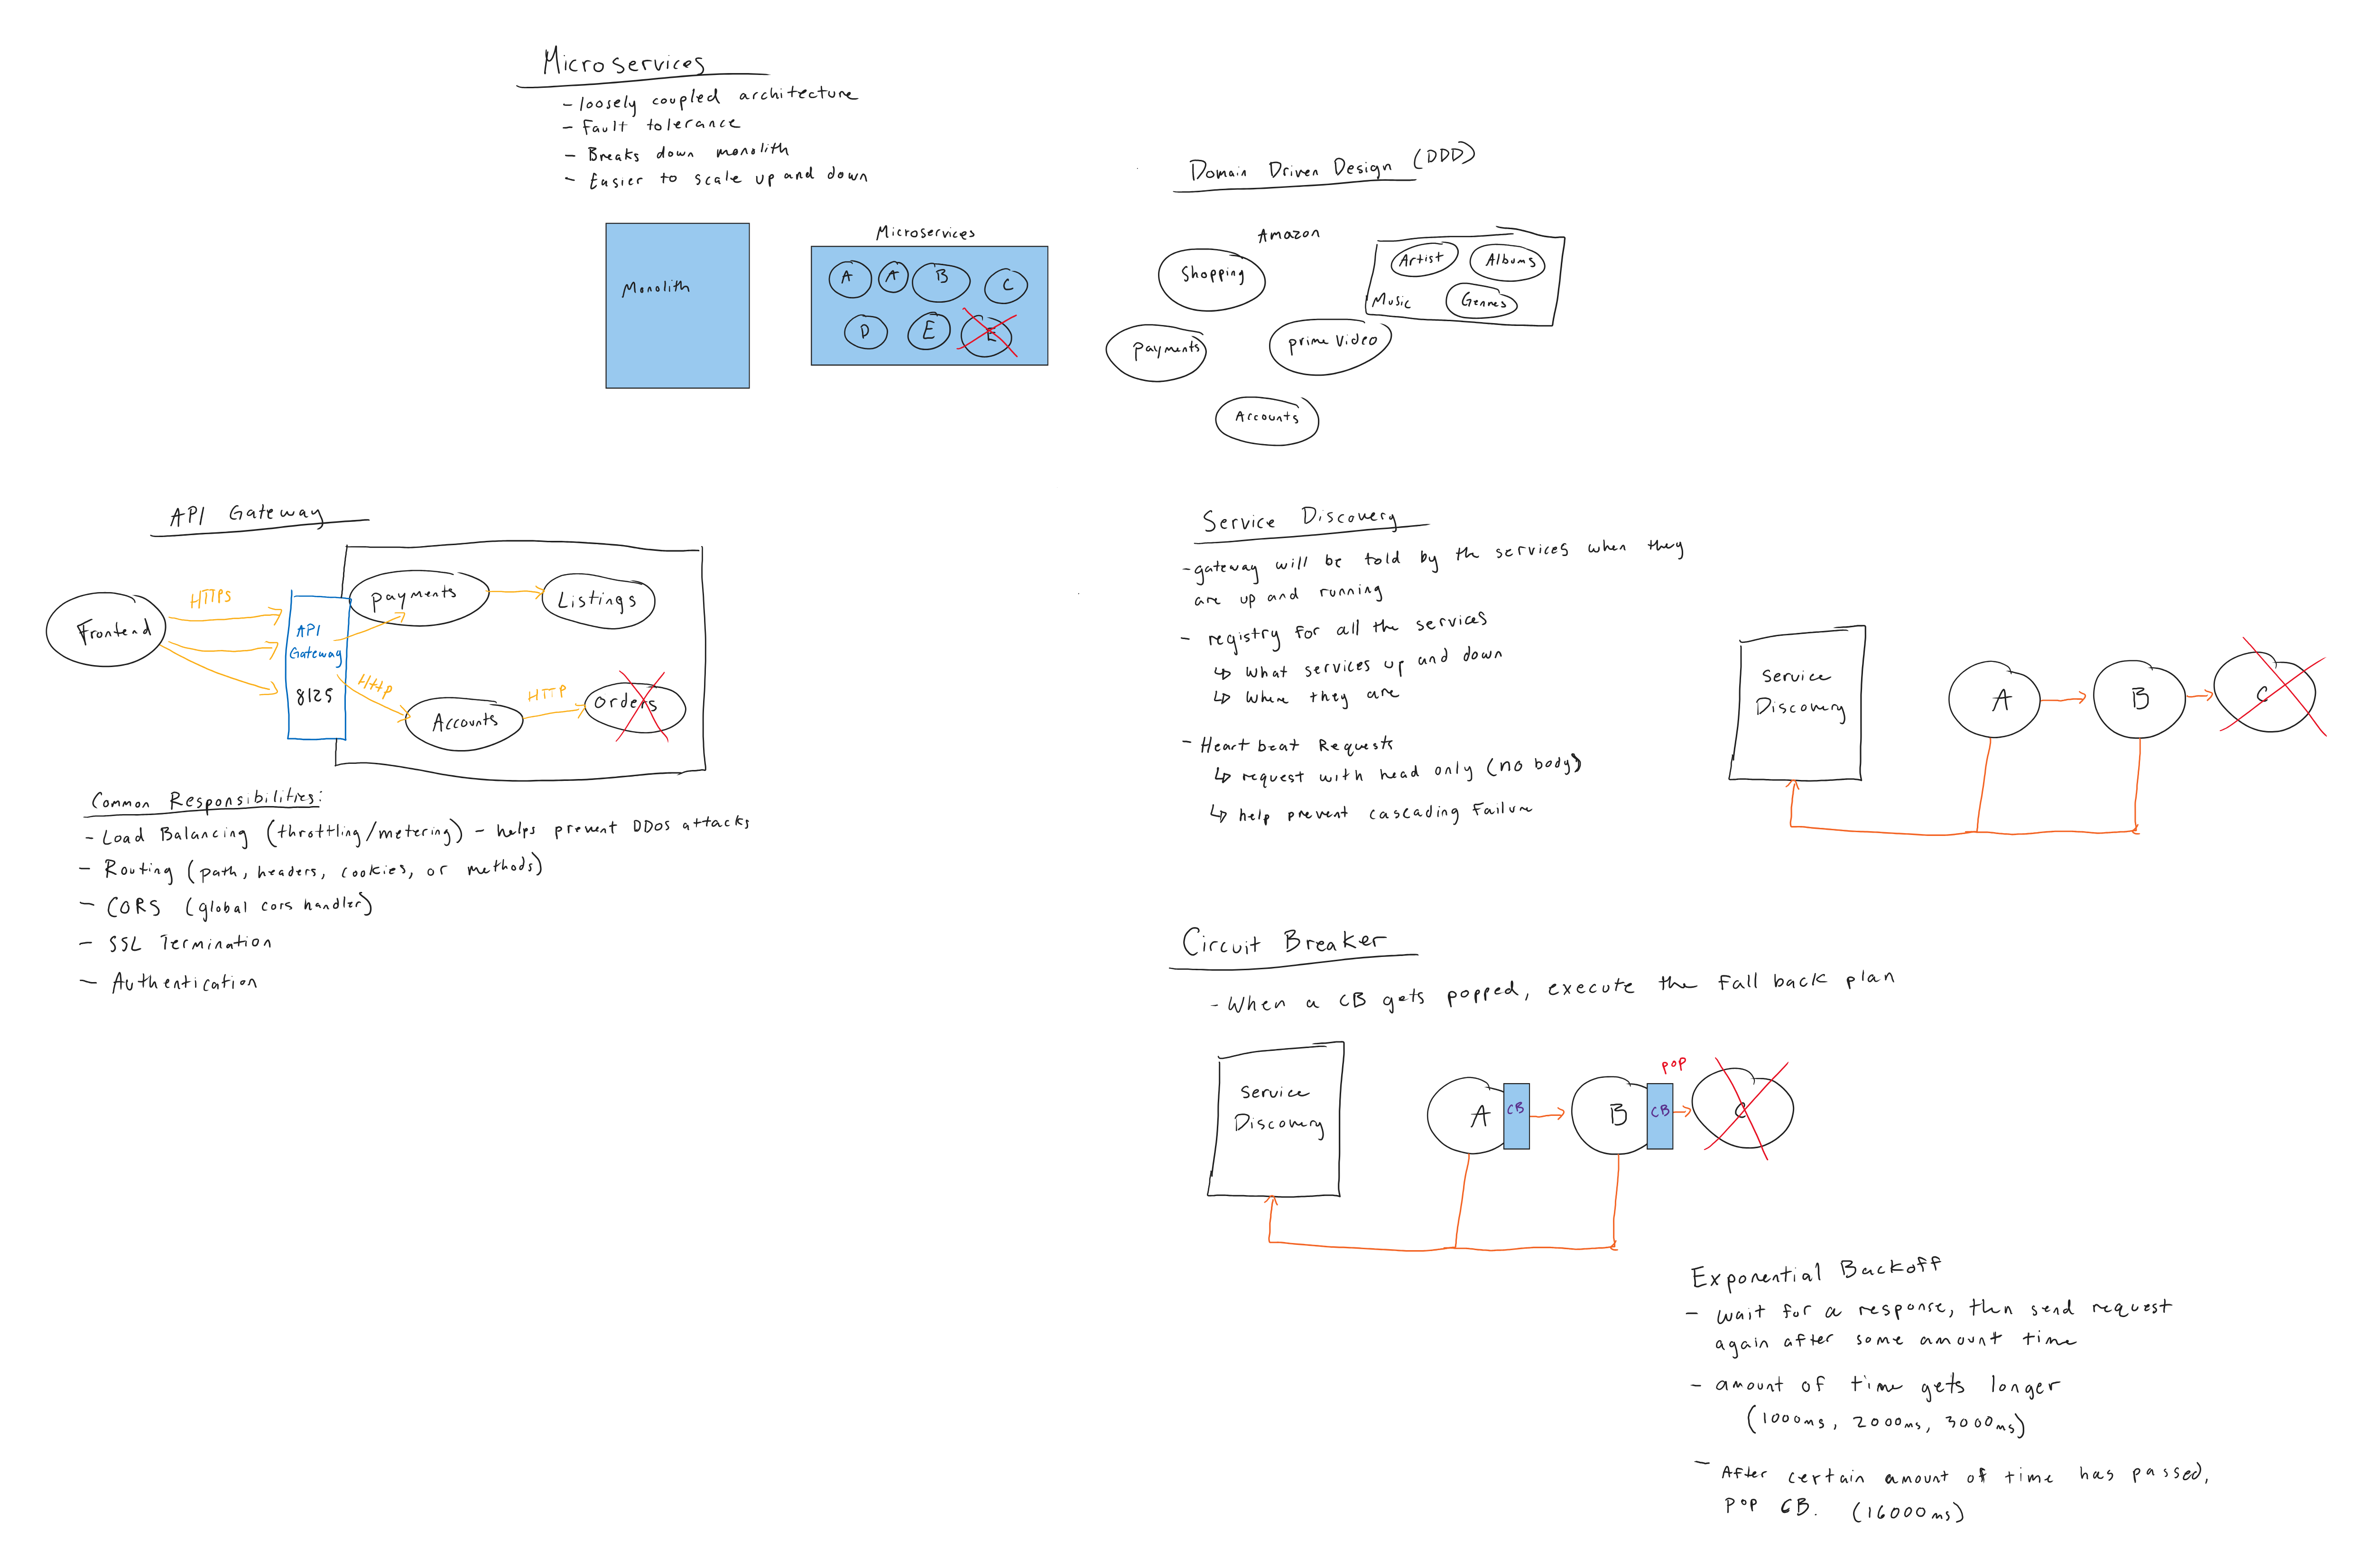 Microservices
- loosely coupled architecture
- Fault tolerance
- Breaks down monolith
- Easier to scale up and down
Monolith
Microservices
A A B C
D E E
Domain Driven Design (DDD)
Amazon
Shopping
Artist Albums
Music Genres
payments
prime Video
Accounts
API Gateway
Frontend
HTTPS
API
Gateway
8125
payments
Listings
HTTP
Accounts
HTTP
Orders
Common Responsibilities:
- Load Balancing (throttling/metering) - helps prevent DDOS attacks
- Routing (path, headers, cookies, or methods)
- CORS (global cors handler)
- SSL Termination
- Authentication
Service Discovery
- gateway will be told by the services when they
are up and running
- registry for all the services
↳ What services up and down
↳ Where they are
- Heart beat Requests
↳ request with head only (no body)
↳ help prevent cascading failure
Service
Discovery
A
B
C
Circuit Breaker
- When a CB gets popped, execute the fall back plan
Service
Discovery
A
CB
B
CB
POP
C
Exponential Backoff
- wait for a response, then send request
again after some amount time
- amount of time gets longer
(1000ms, 2000ms, 3000ms)
- After certain amount of time has passed,
POP CB. (16000ms)